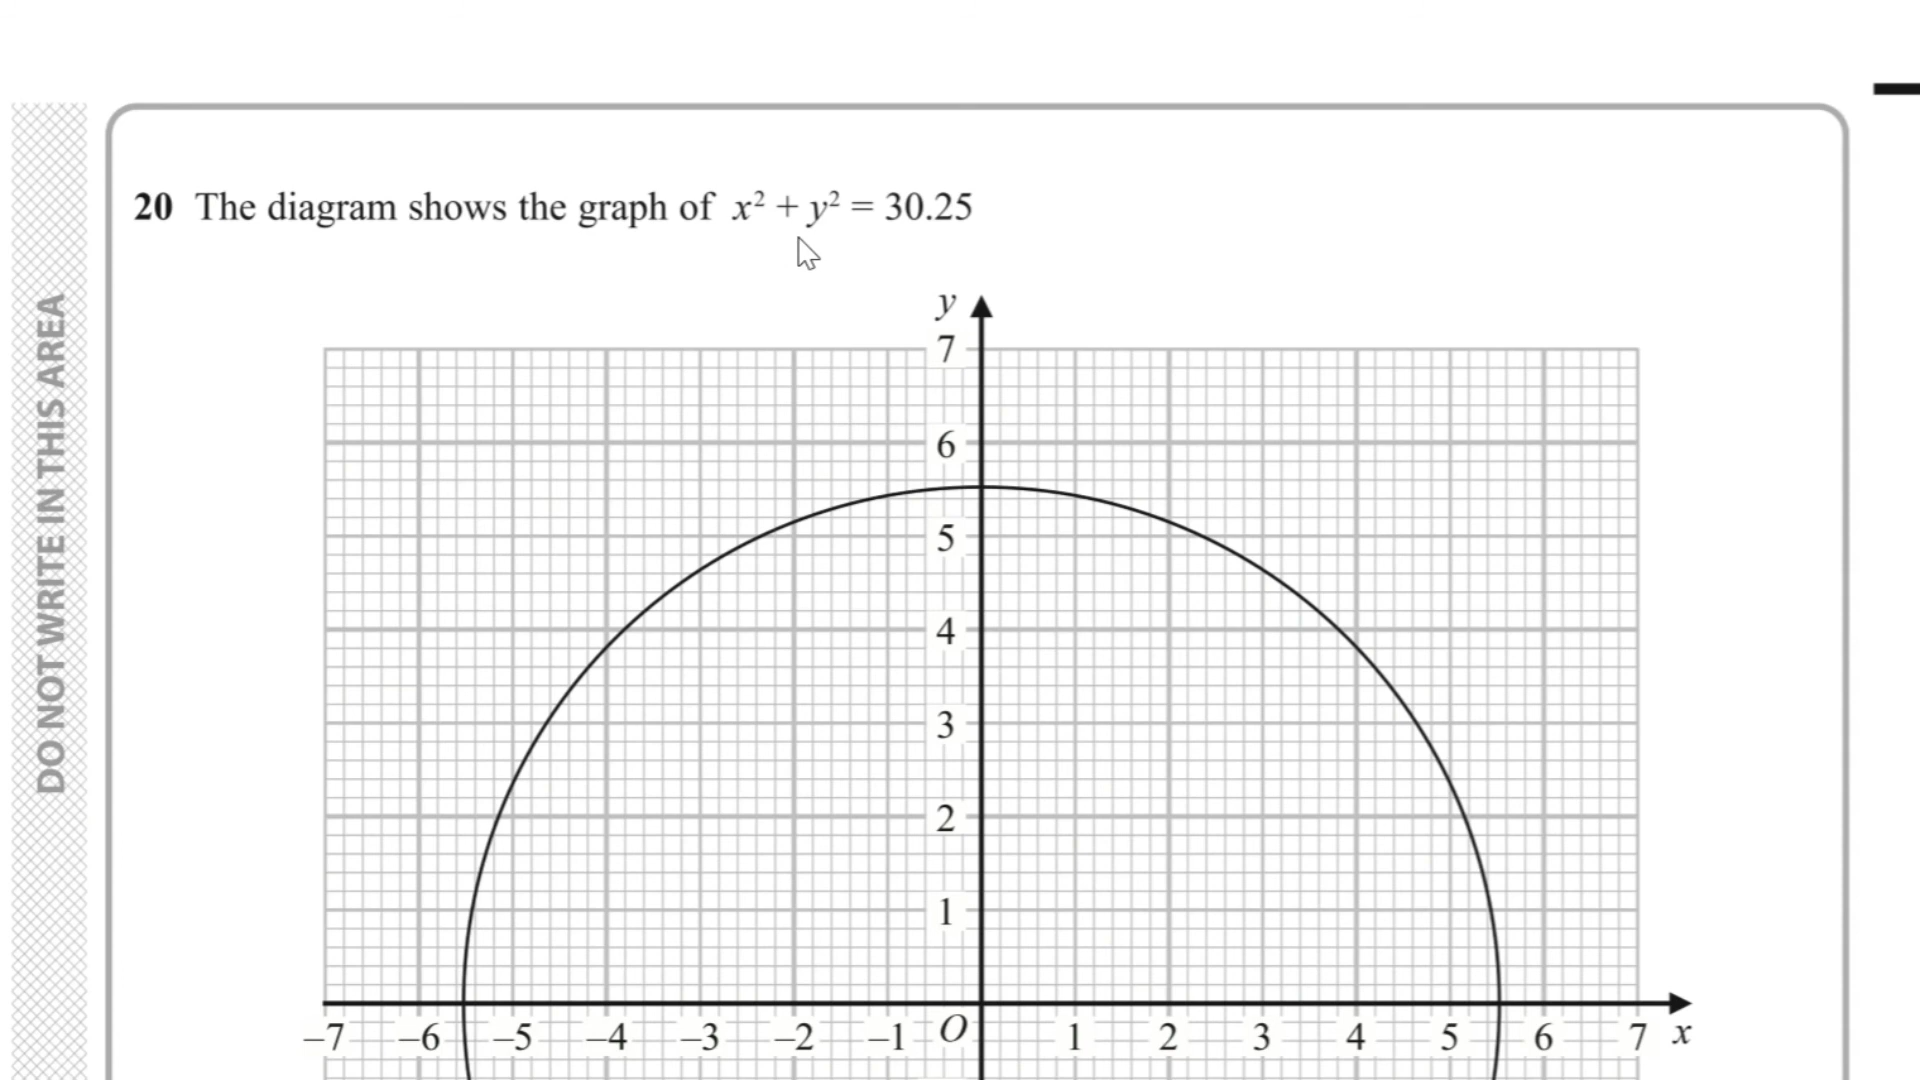 DO NOT WRITE IN THIS AREA
20 The diagram shows the graph of x² + y² = 30.25
y
7
6
5
4
3
2
1
–7 –6 –5 –4 –3 –2 –1 O 1 2 3 4 5 6 7 x